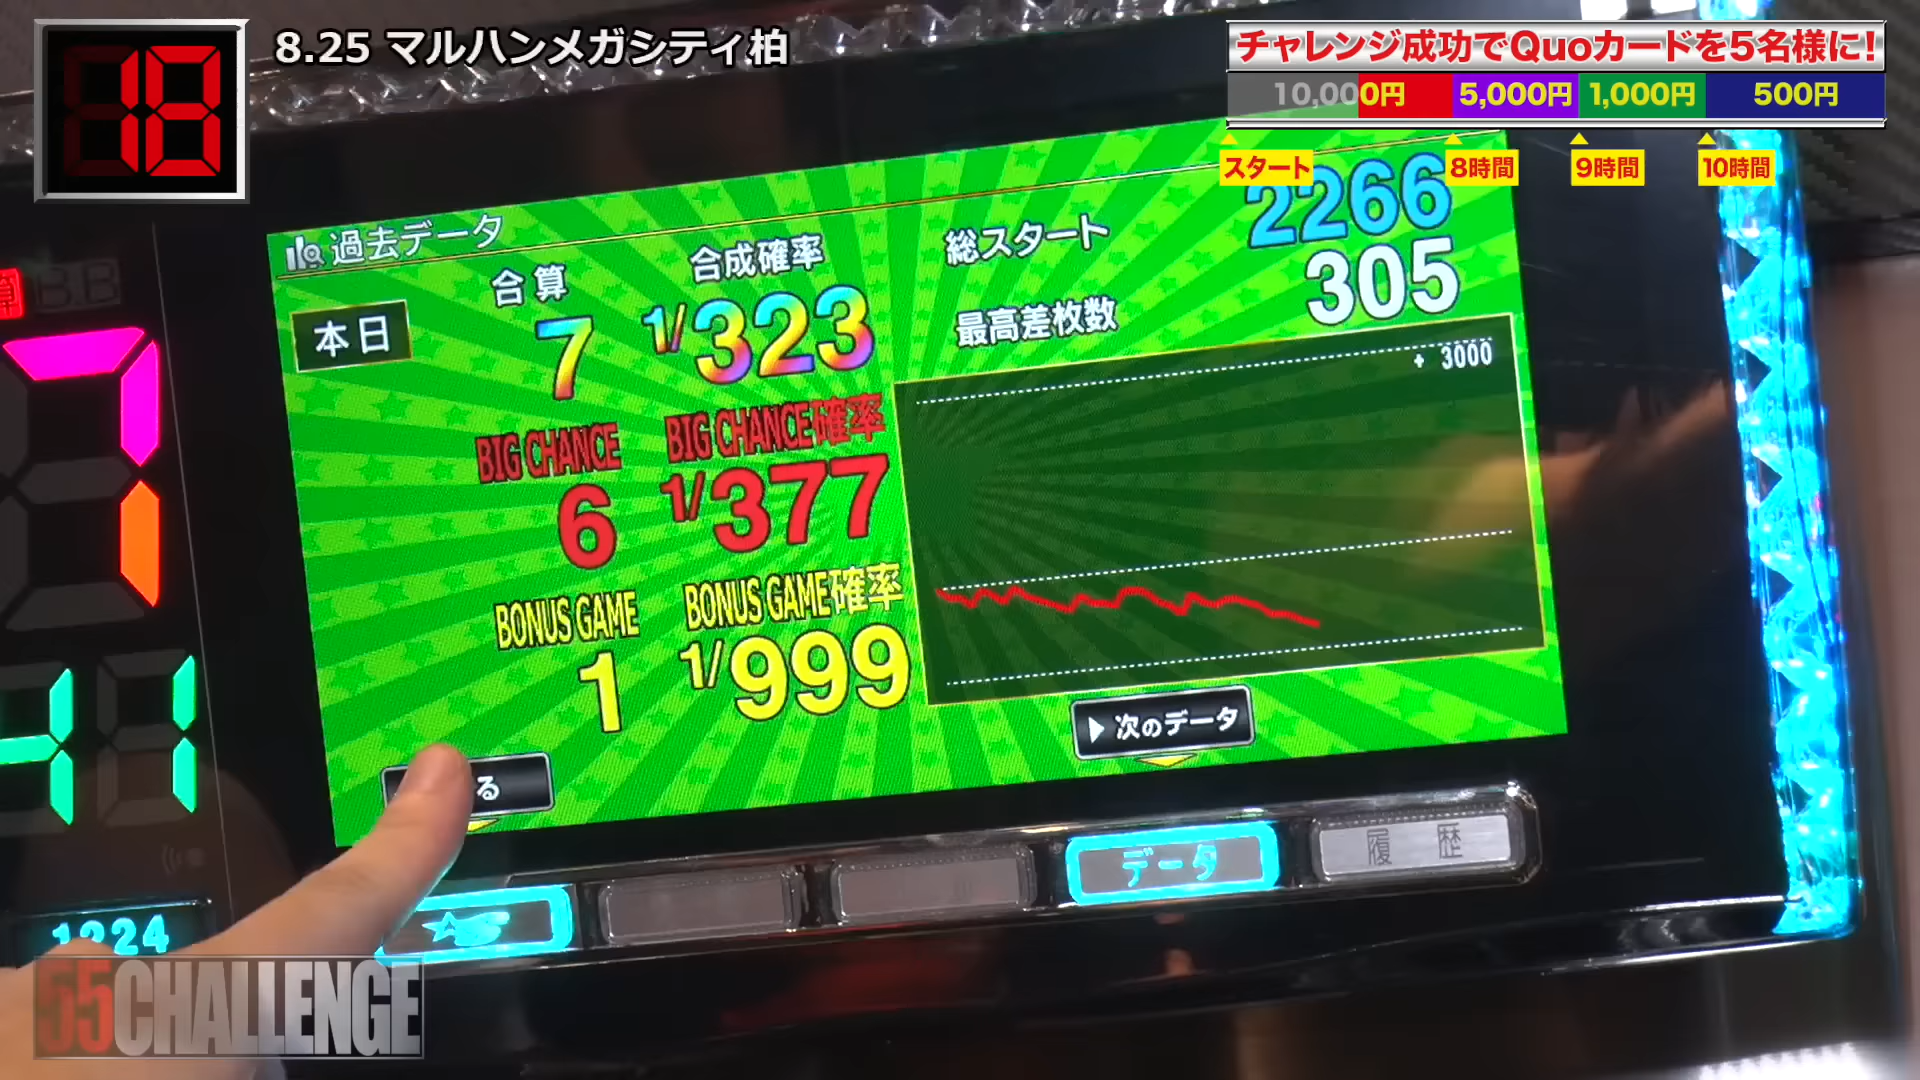 18
8.25 マルハンメガシティ柏
チャレンジ成功でQuoカードを5名様に!
10,000円 5,000円 1,000円 500円
スタート 8時間 9時間 10時間
過去データ
本日
合算 合成確率
7 1/323
BIG CHANCE BIG CHANCE確率
6 1/377
BONUS GAME BONUS GAME確率
1 1/999
総スタート 2266
最高差枚数 305
+ 3000
る
次のデータ
データ
履歴
B.B
7
41
1224
55CHALLENGE